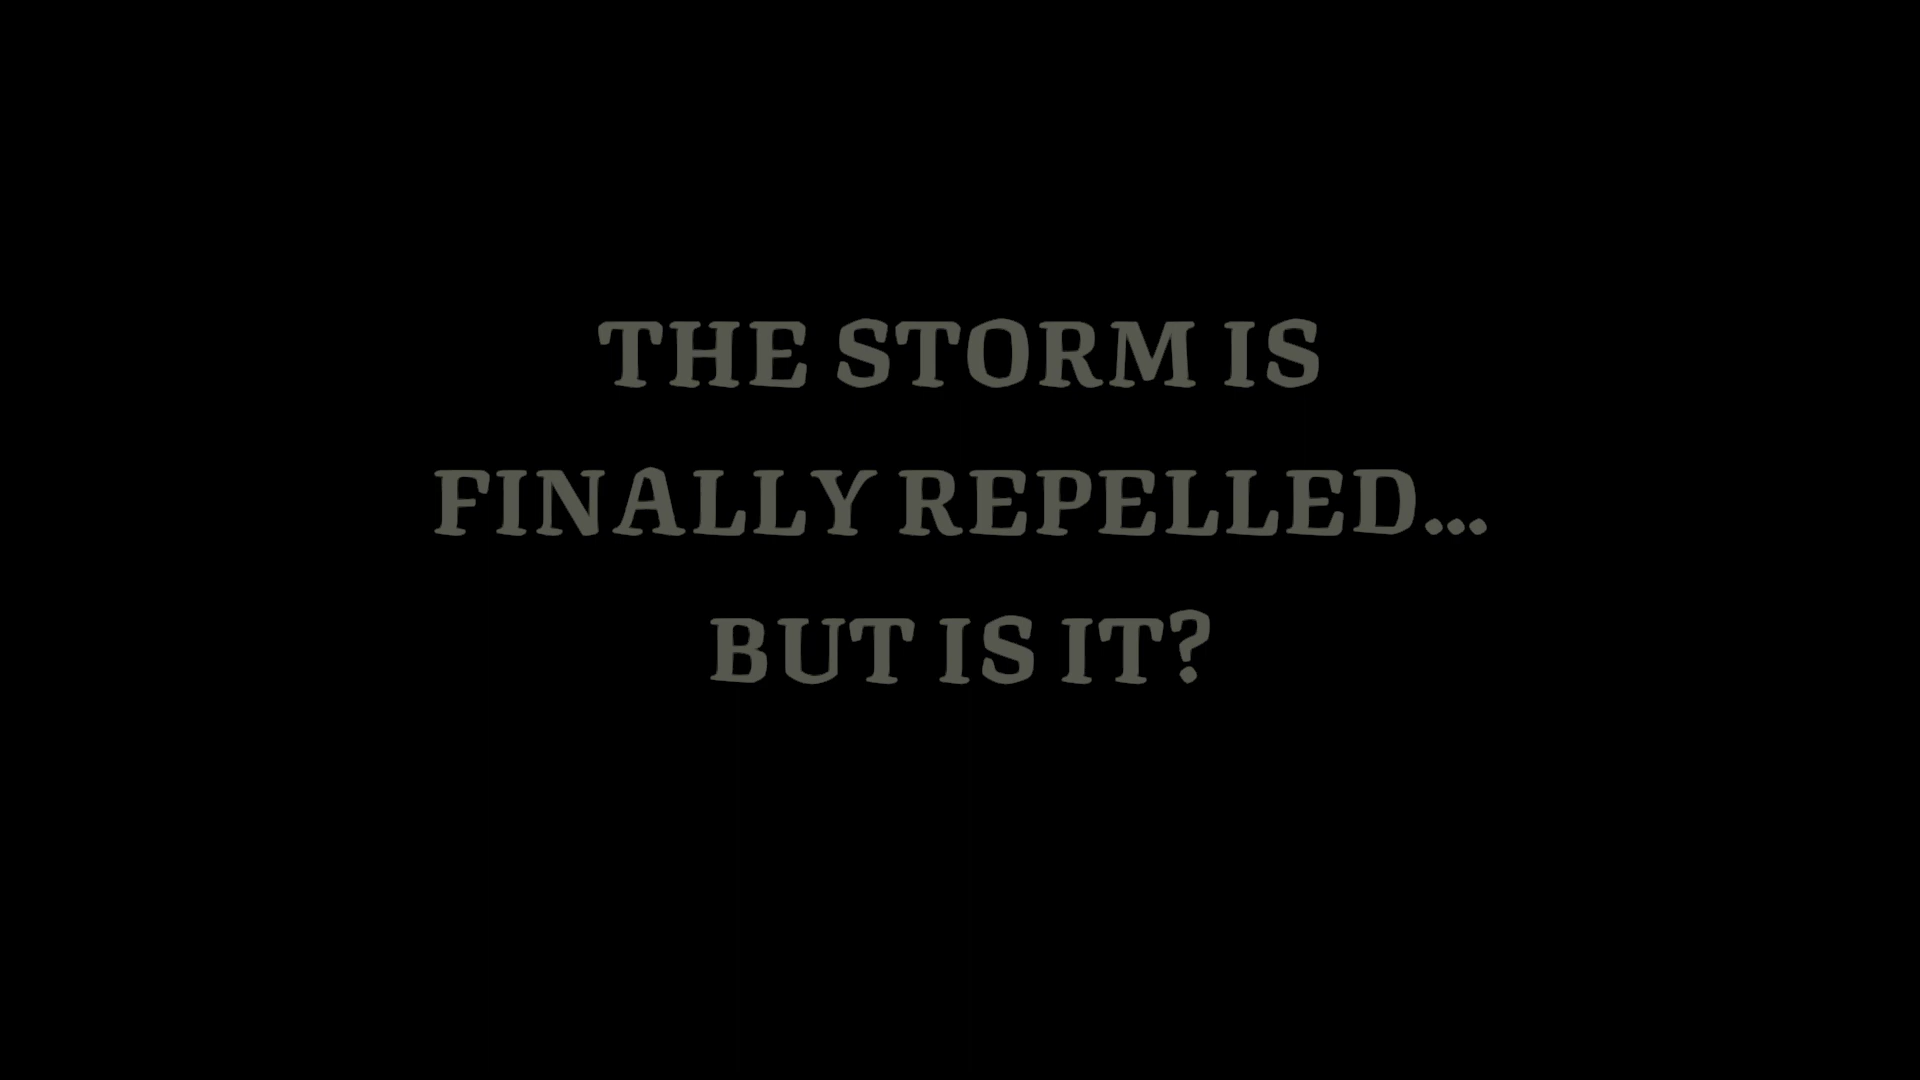 THE STORM IS
FINALLY REPELLED...
BUT IS IT?